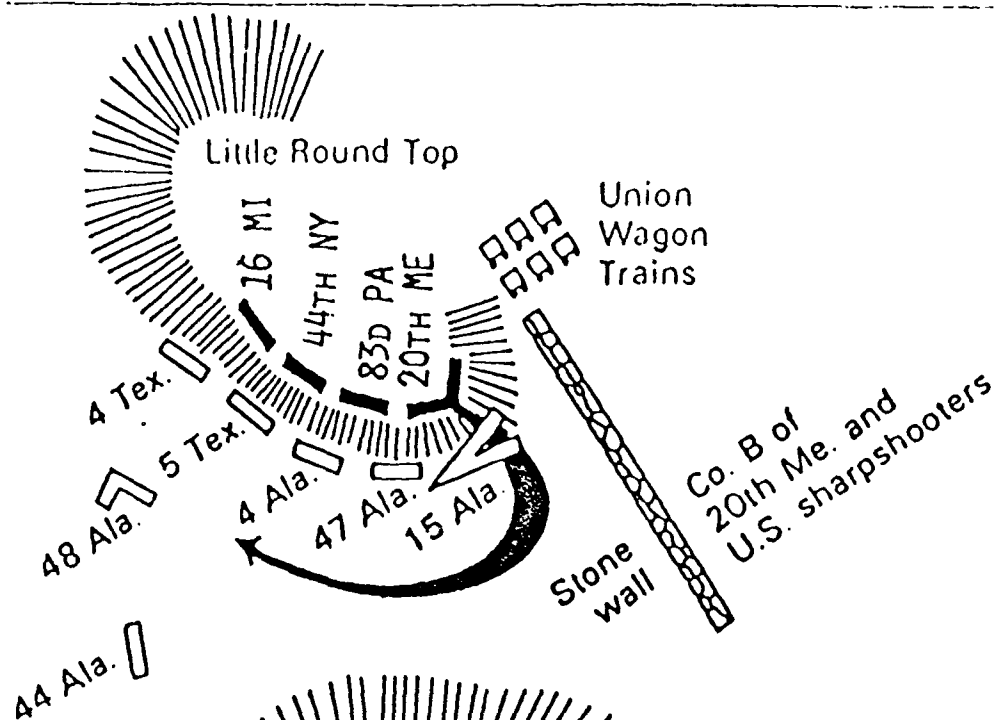 Little Round Top
16 MI
44TH NY
83D PA
20TH ME
Union
Wagon
Trains
4 Tex.
5 Tex.
4 Ala.
47 Ala.
15 Ala.
48 Ala.
44 Ala.
Stone
wall
Co. B of
20th Me. and
U.S. sharpshooters